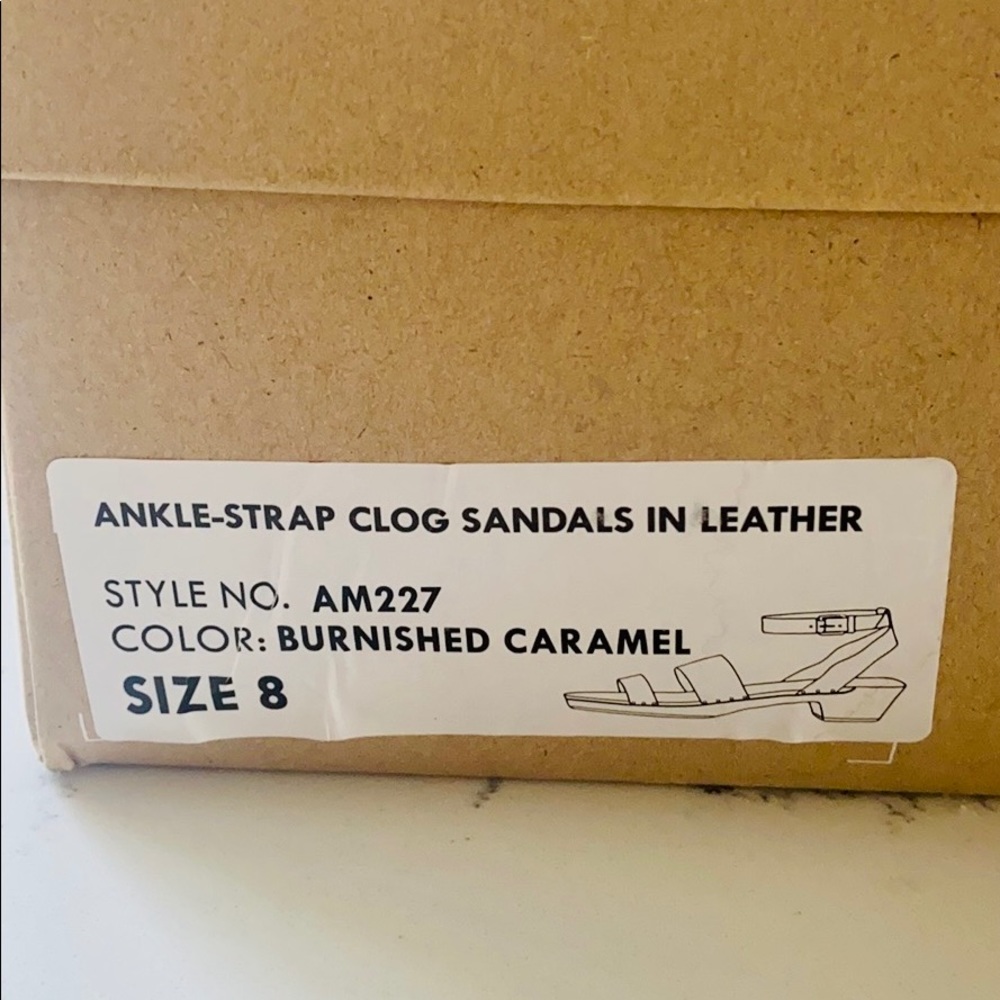 ANKLE-STRAP CLOG SANDALS IN LEATHER
STYLE NO. AM227
COLOR: BURNISHED CARAMEL
SIZE 8